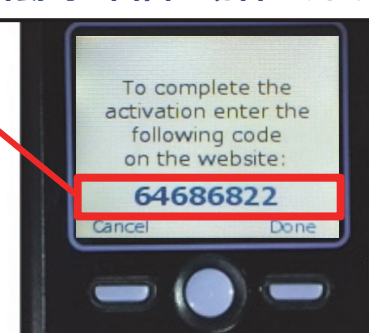 To complete the
activation enter the
following code
on the website:
64686822
Cancel Done